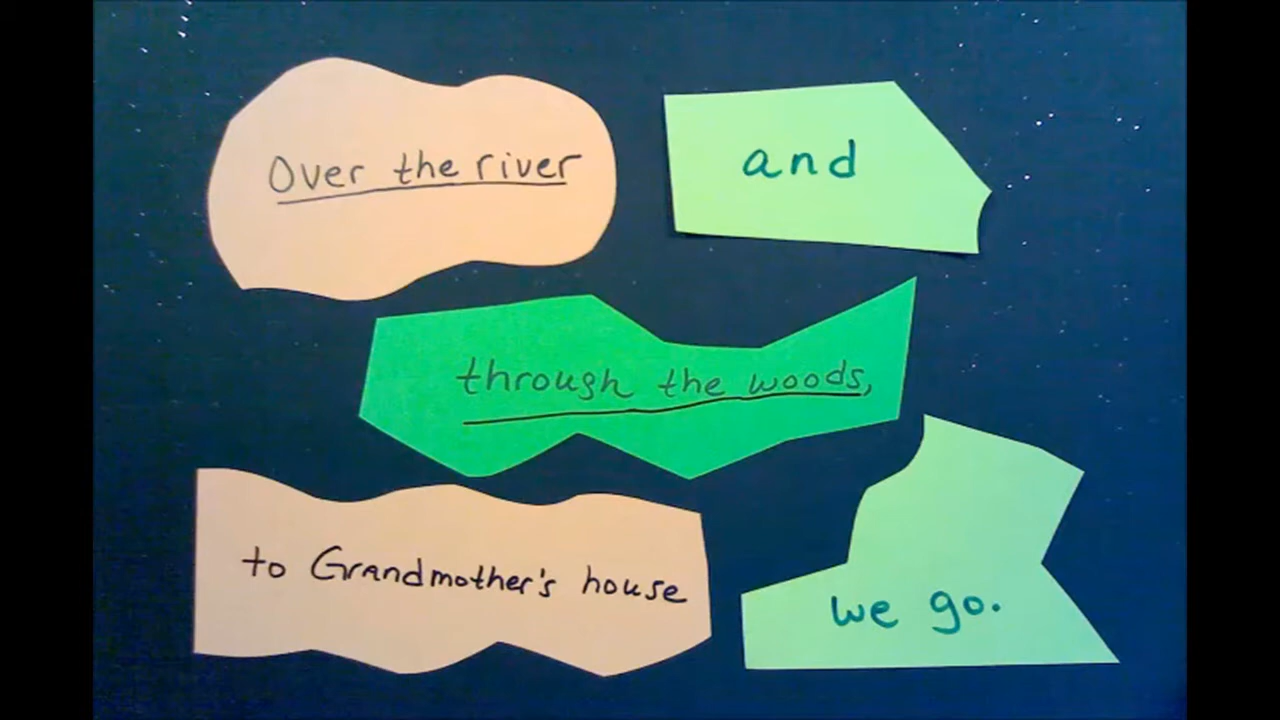 Over the river
and
through the woods,
to Grandmother's house
we go.